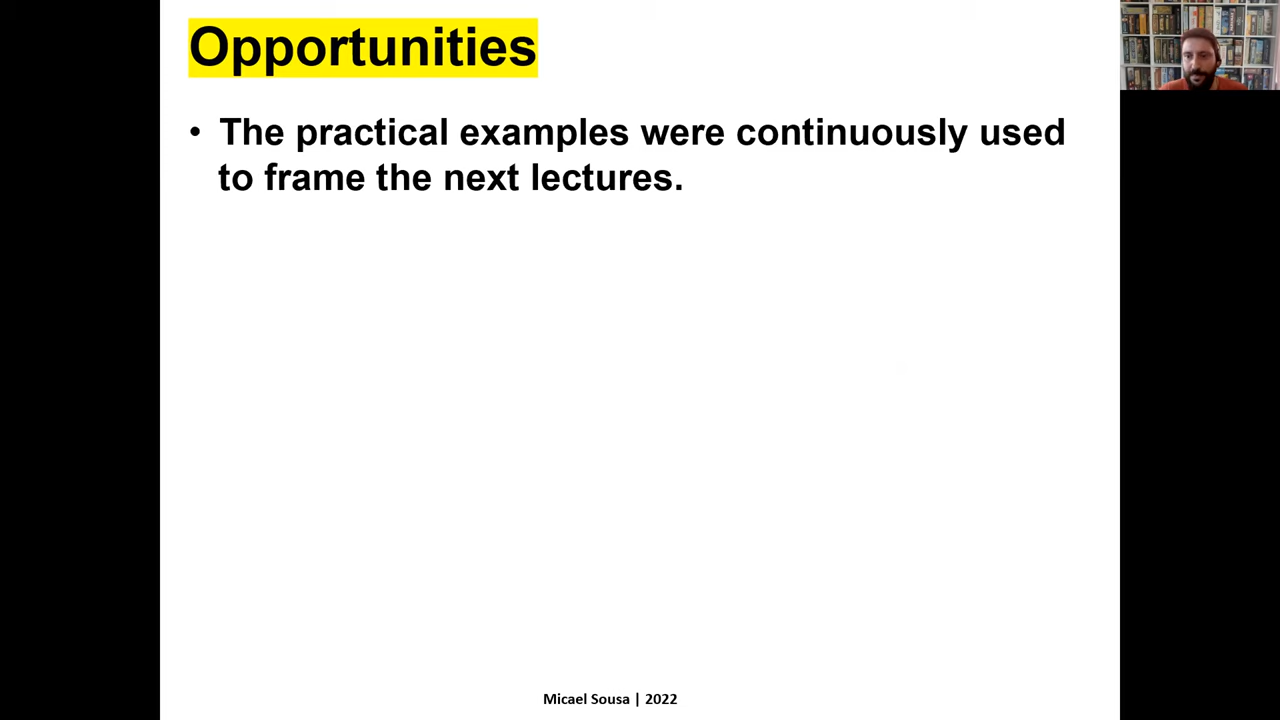 Opportunities
• The practical examples were continuously used
to frame the next lectures.
Micael Sousa | 2022